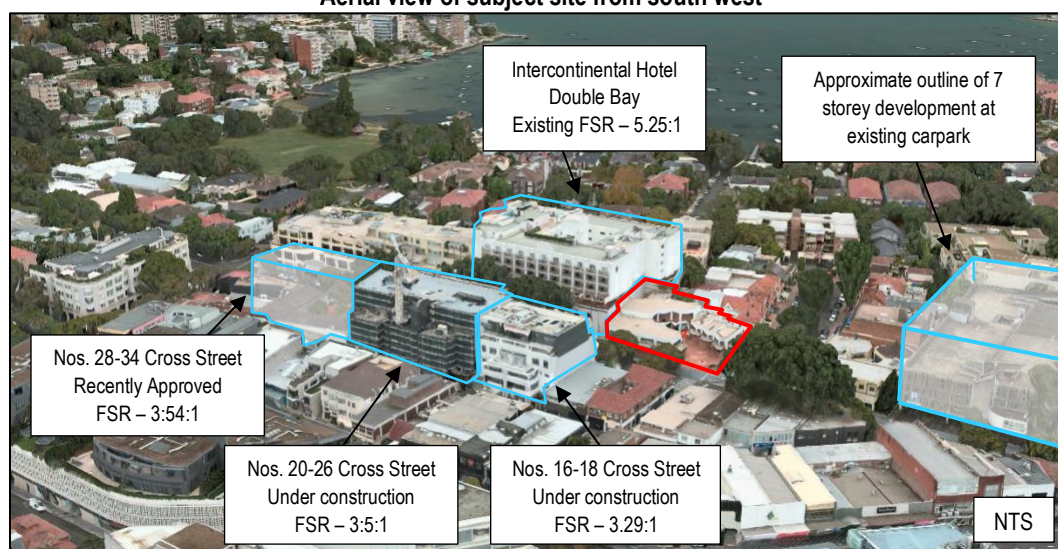 Aerial view of subject site from south west
Intercontinental Hotel
Double Bay
Existing FSR – 5.25:1
Approximate outline of 7
storey development at
existing carpark
Nos. 28-34 Cross Street
Recently Approved
FSR – 3:54:1
Nos. 20-26 Cross Street
Under construction
FSR – 3:5:1
Nos. 16-18 Cross Street
Under construction
FSR – 3.29:1
NTS